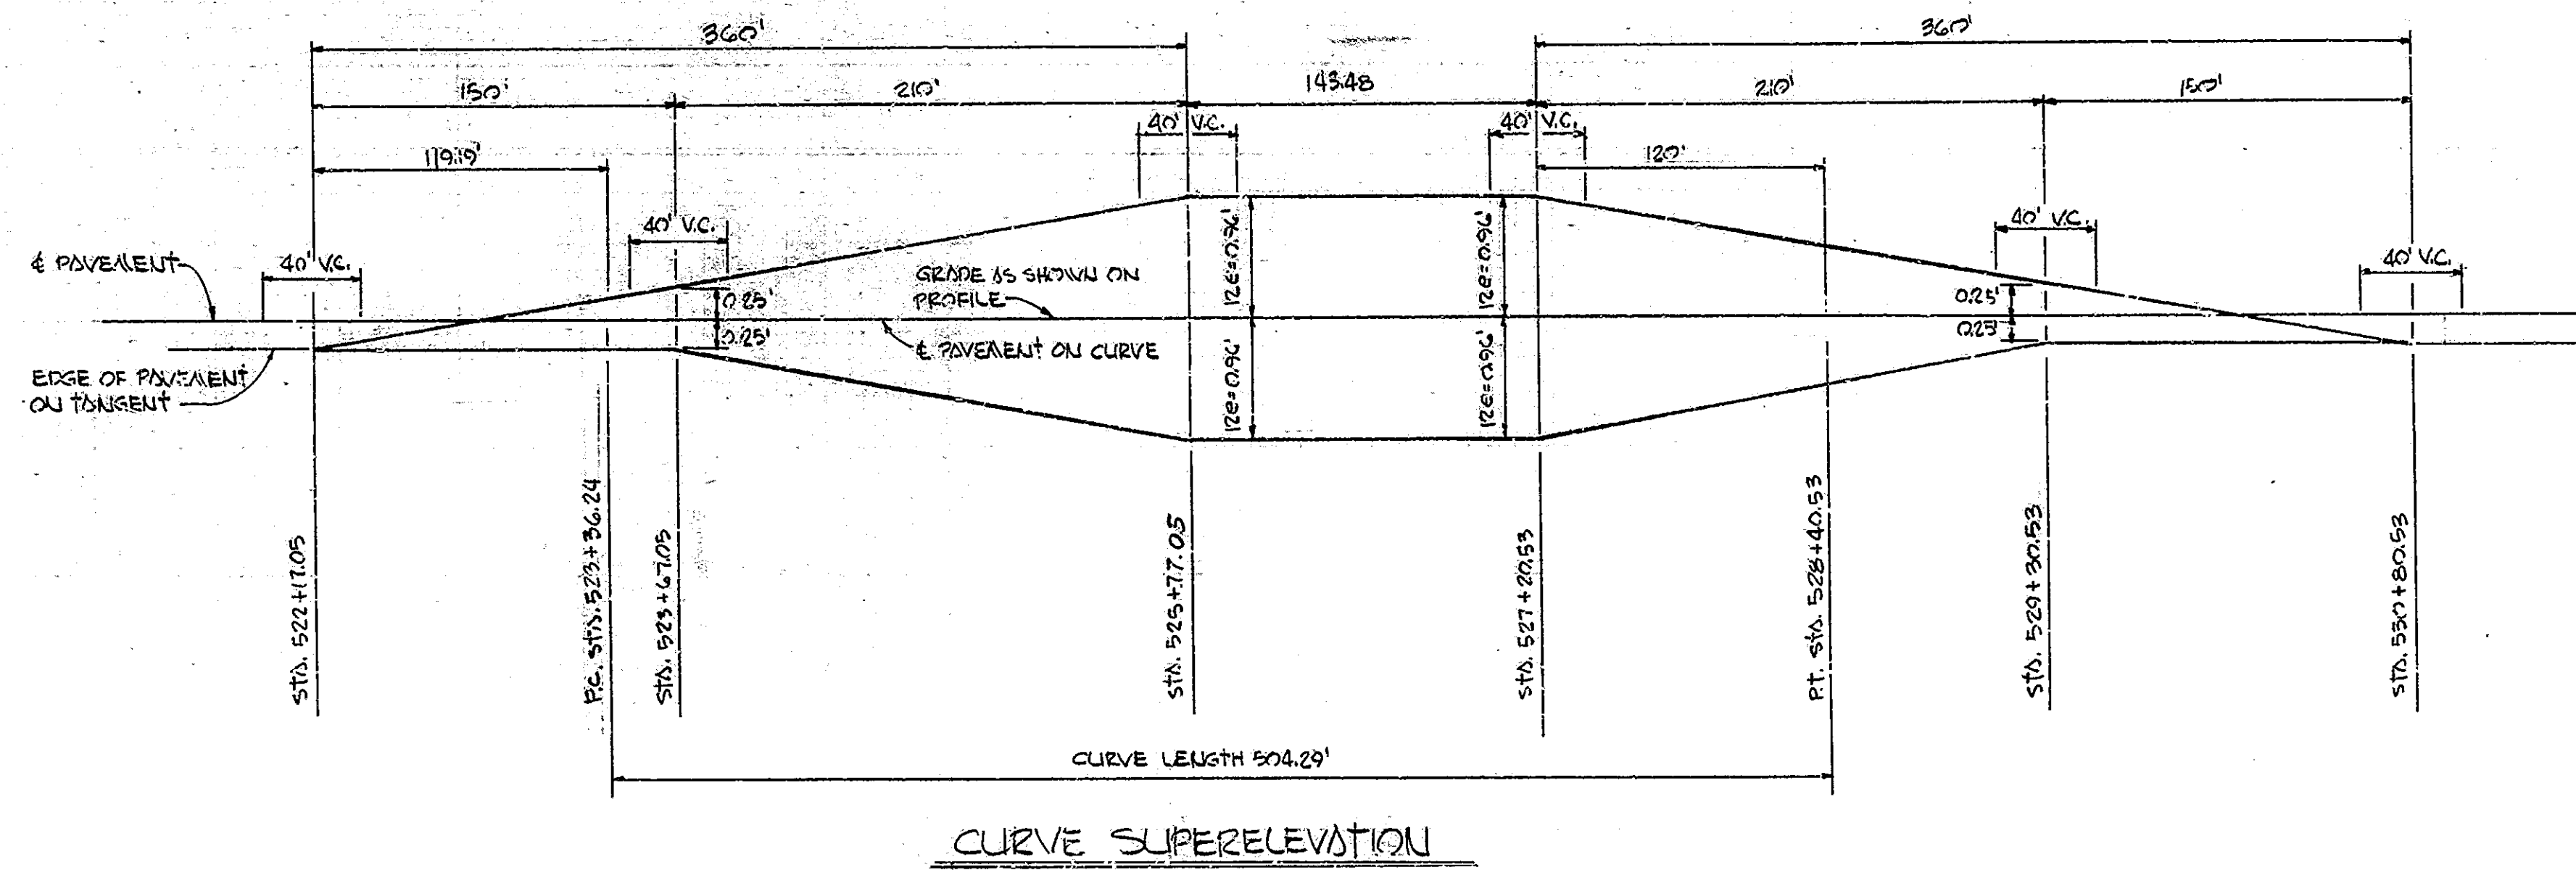 360'
360'
150'
210'
143.48
210'
150'
40' V.C.
40' V.C.
119.19'
120'
40' V.C.
40' V.C.
℄ PAVEMENT
40' V.C.
GRADE AS SHOWN ON
PROFILE
40' V.C.
0.25'
0.25'
12e=0.96'
12e=0.96'
0.25'
0.25'
℄ PAVEMENT ON CURVE
EDGE OF PAVEMENT
ON TANGENT
12e=0.96'
12e=0.96'
STA. 522+17.05
P.C. STA. 523+36.24
STA. 523+67.05
STA. 525+77.05
STA. 527+20.53
P.T. STA. 528+40.53
STA. 529+30.53
STA. 530+80.53
CURVE LENGTH 504.29'
CURVE SUPERELEVATION